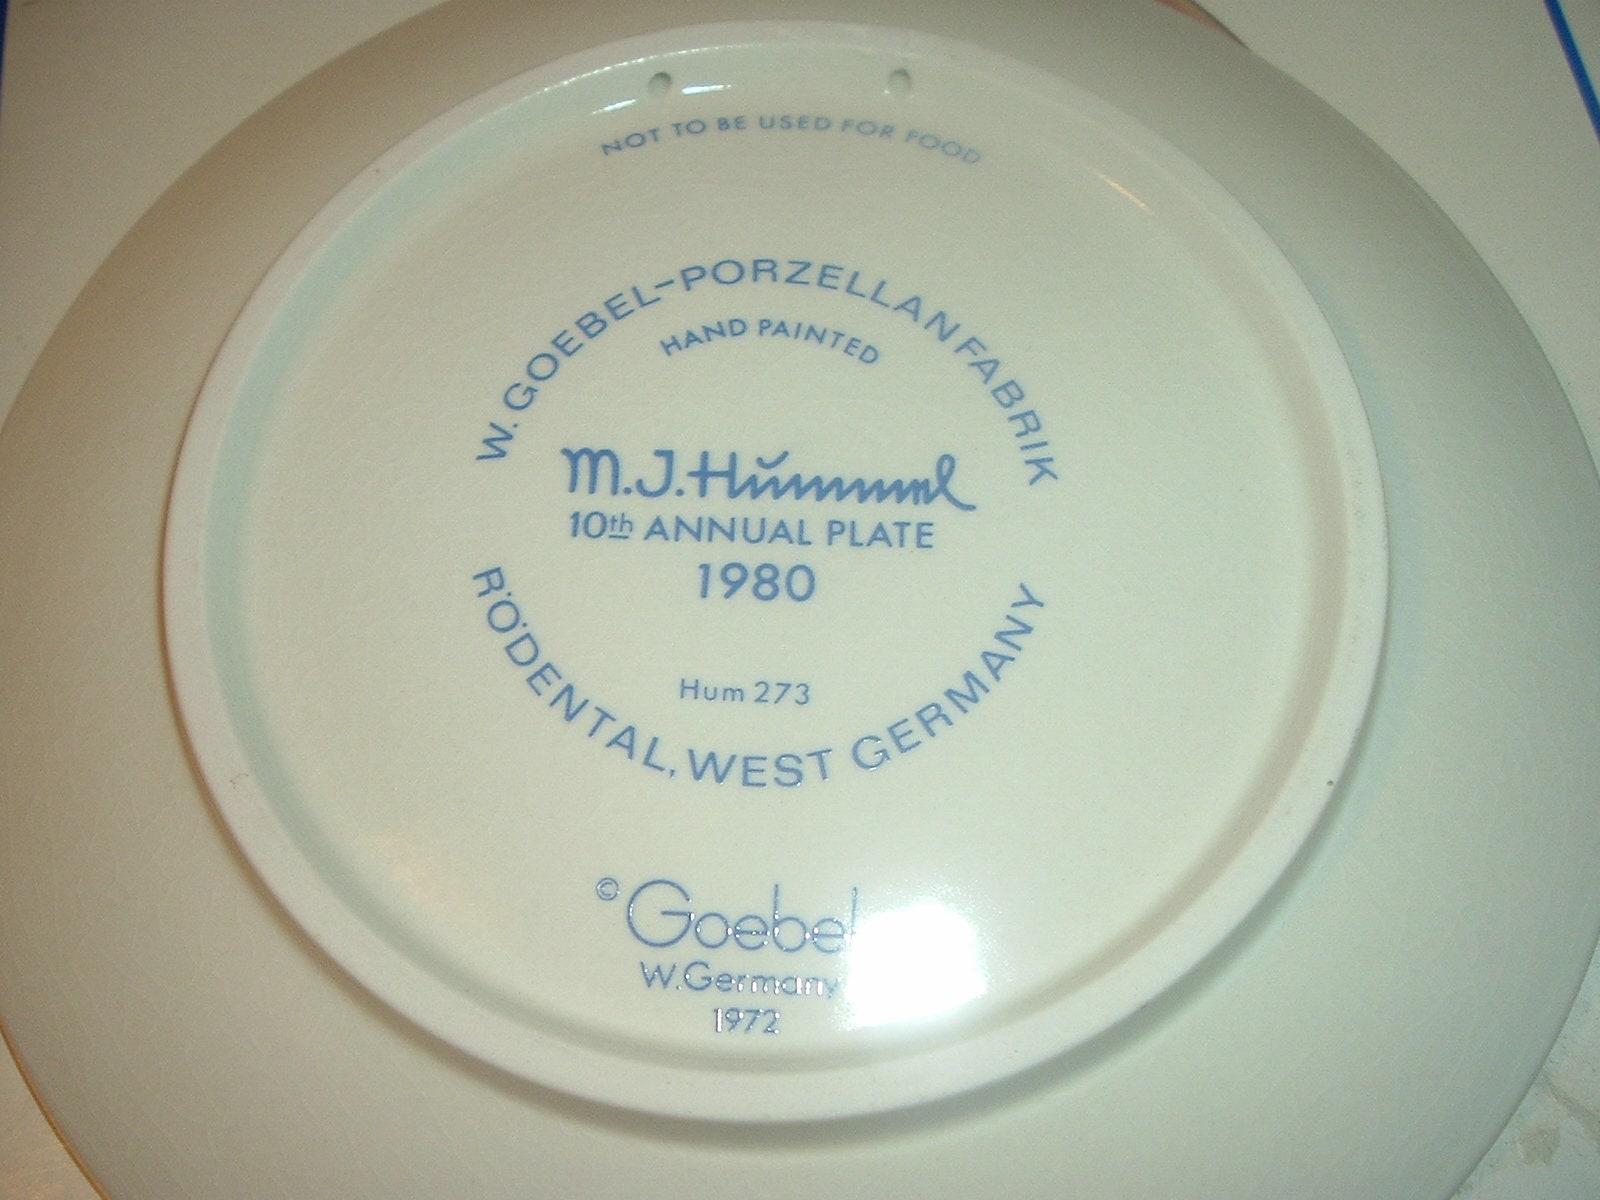 NOT TO BE USED FOR FOOD
W. GOEBEL-PORZELLANFABRIK
HAND PAINTED
M.J.Hummel
10th ANNUAL PLATE
1980
Hum 273
RÖDENTAL, WEST GERMANY
© Goebel
W.Germany
1972